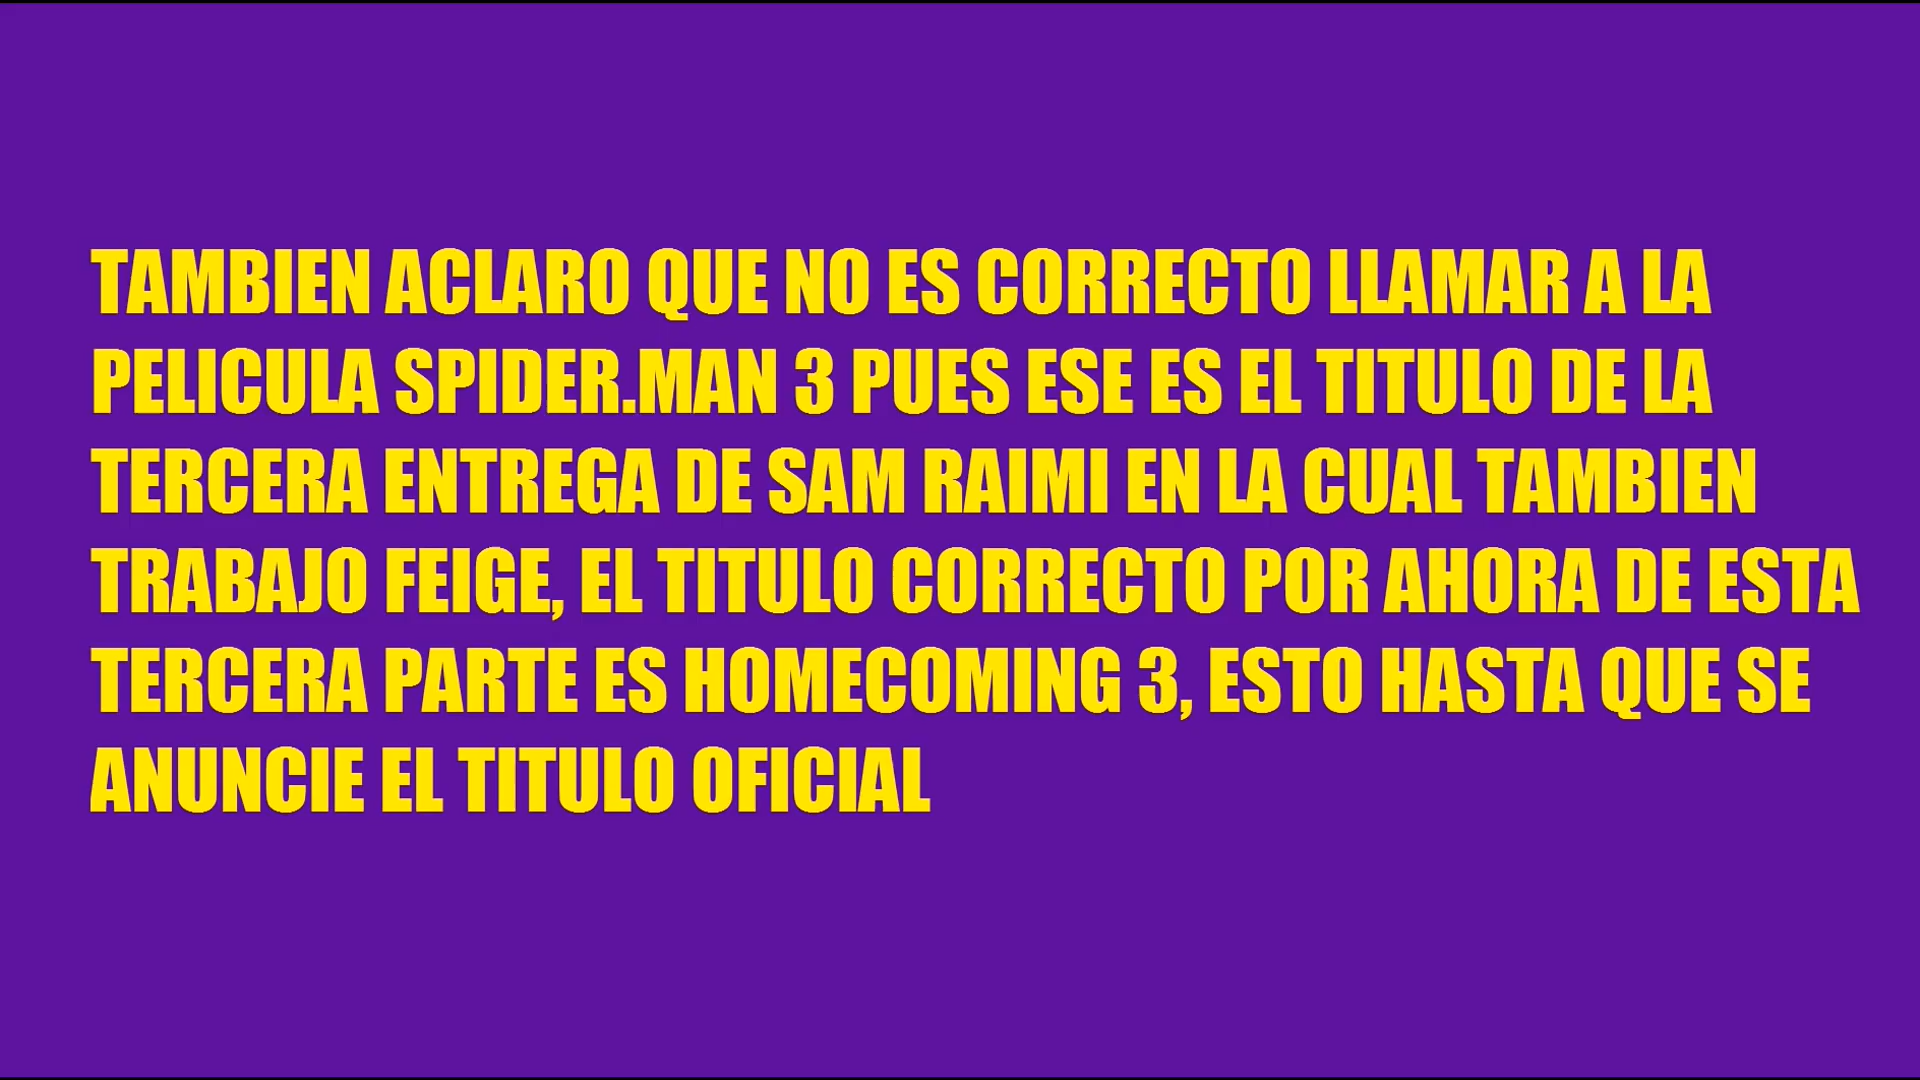 TAMBIEN ACLARO QUE NO ES CORRECTO LLAMAR A LA
PELICULA SPIDER.MAN 3 PUES ESE ES EL TITULO DE LA
TERCERA ENTREGA DE SAM RAIMI EN LA CUAL TAMBIEN
TRABAJO FEIGE, EL TITULO CORRECTO POR AHORA DE ESTA
TERCERA PARTE ES HOMECOMING 3, ESTO HASTA QUE SE
ANUNCIE EL TITULO OFICIAL